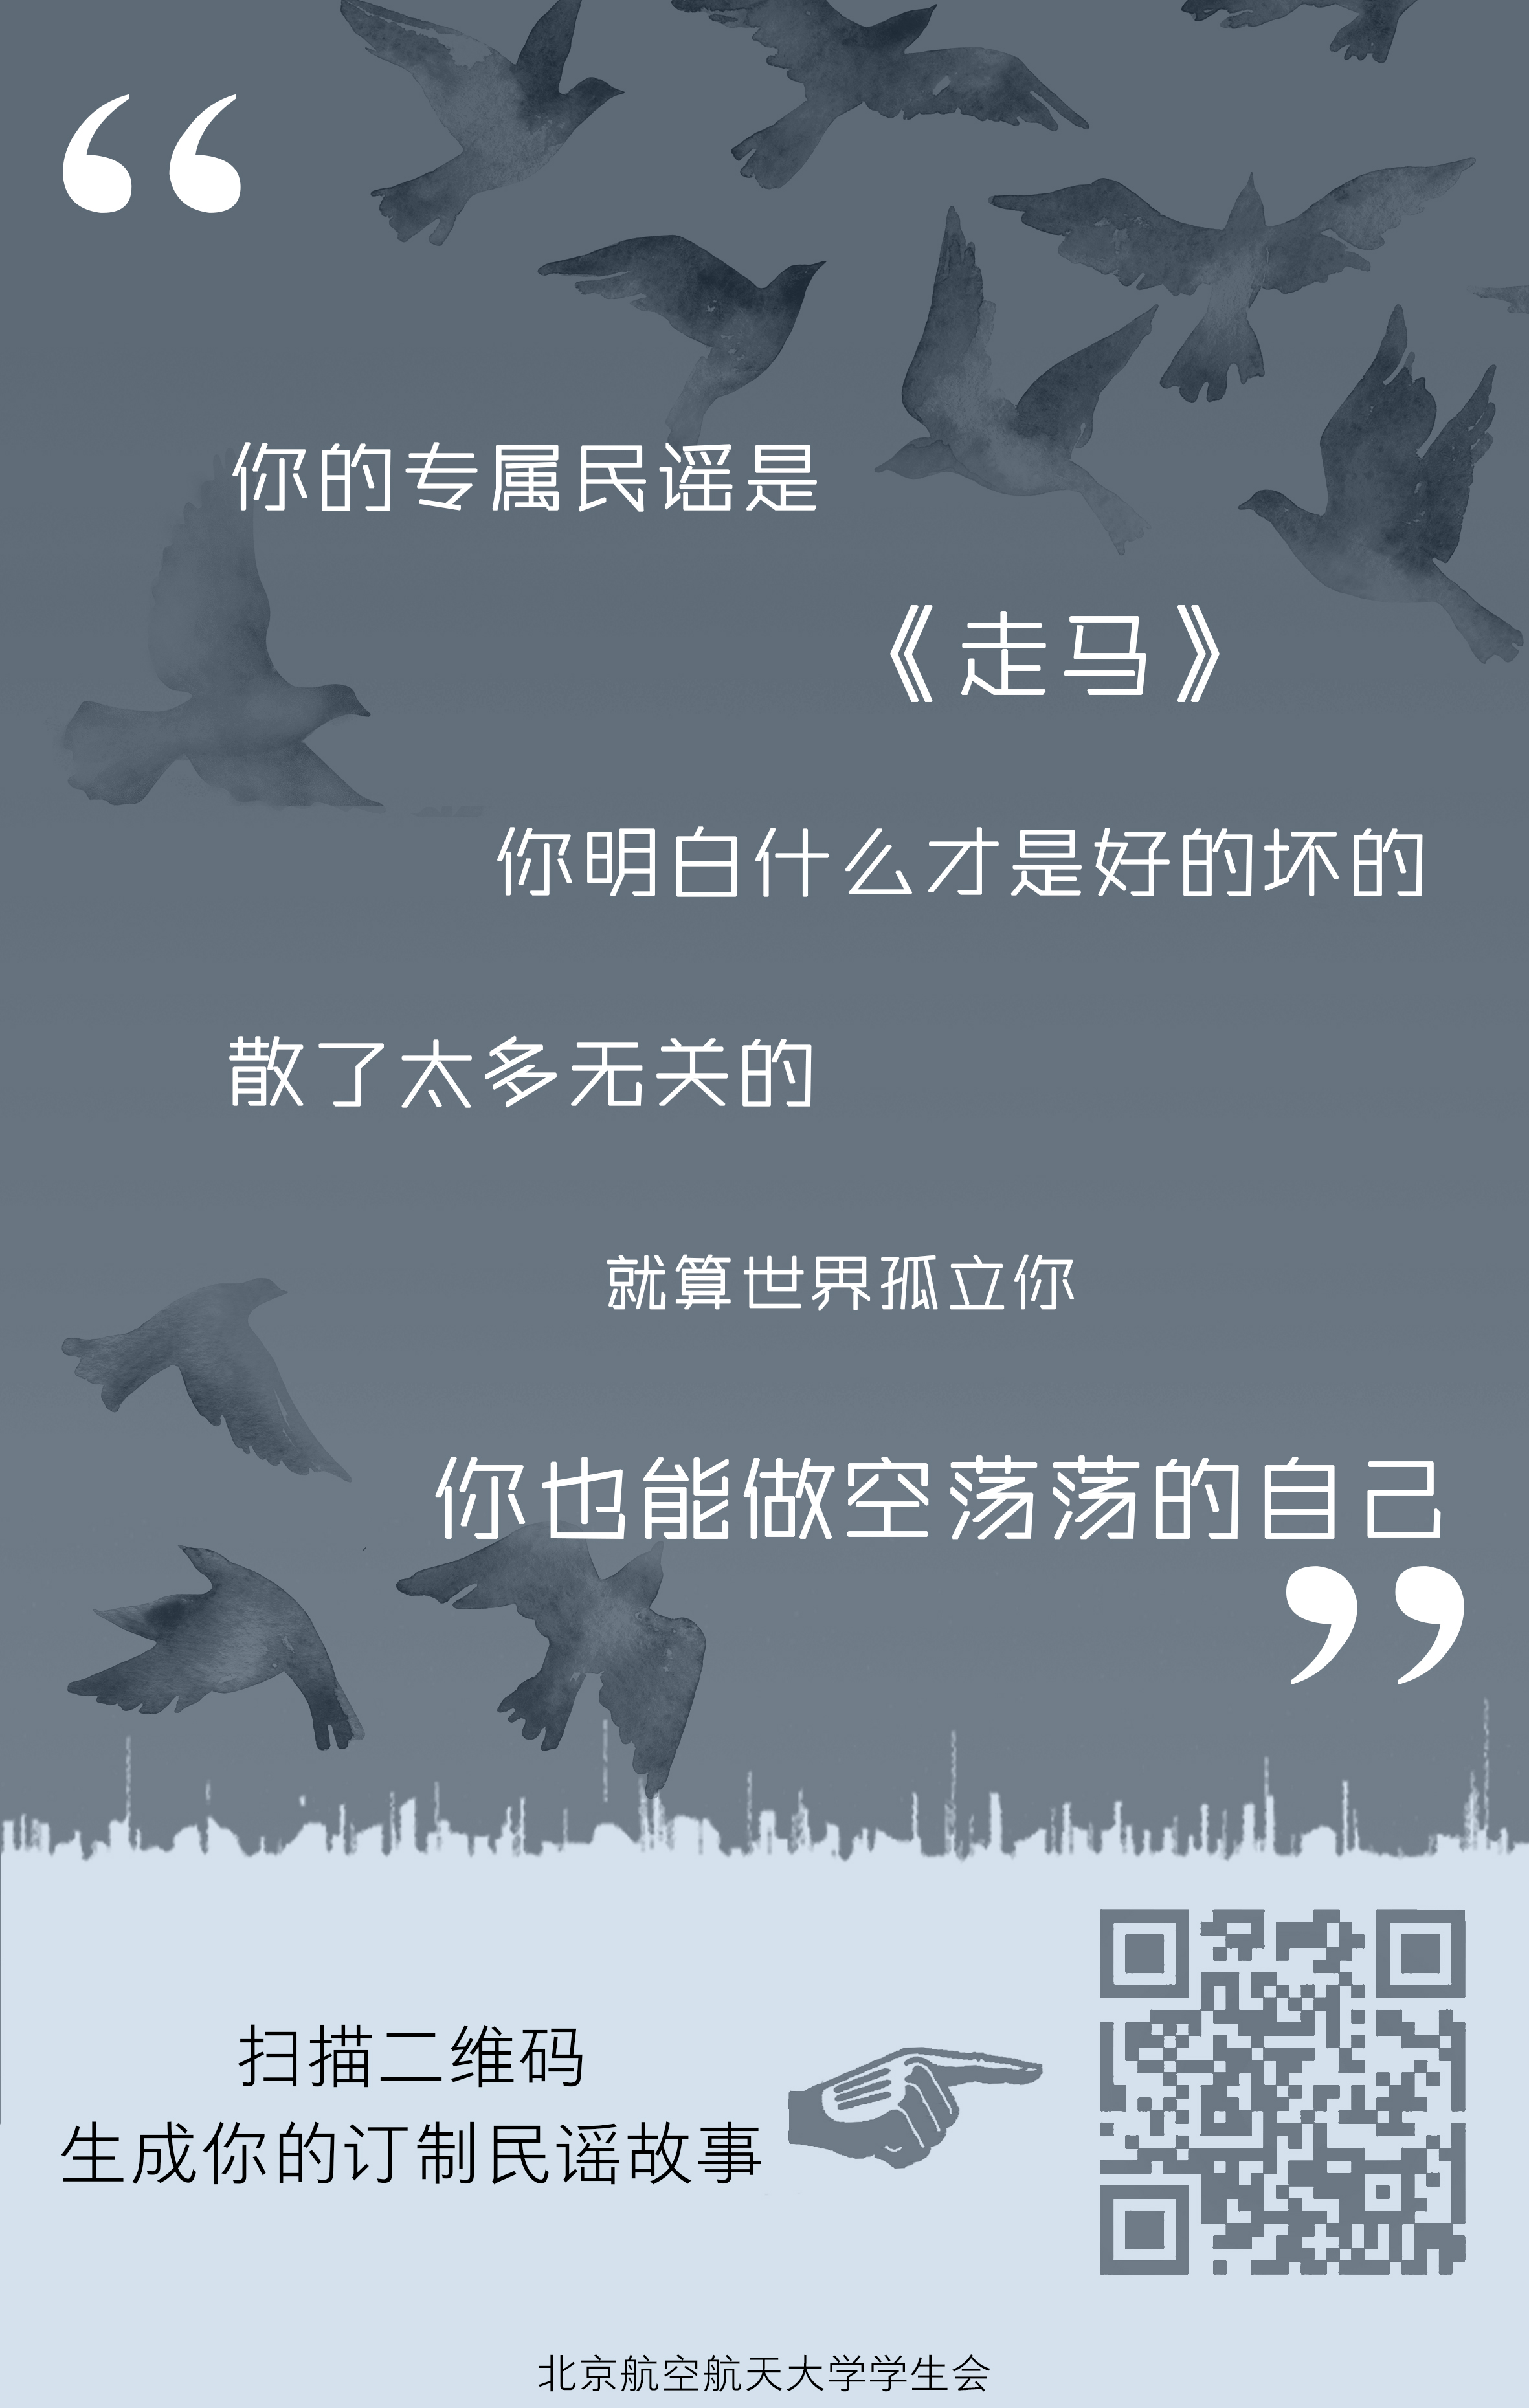 “
你的专属民谣是
《走马》
你明白什么才是好的坏的
散了太多无关的
就算世界孤立你
你也能做空荡荡的自己
”
扫描二维码
生成你的订制民谣故事
北京航空航天大学学生会